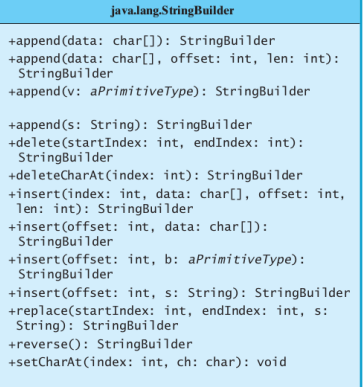 java.lang.StringBuilder
+append(data: char[]): StringBuilder
+append(data: char[], offset: int, len: int):
StringBuilder
+append(v: aPrimitiveType): StringBuilder
+append(s: String): StringBuilder
+delete(startIndex: int, endIndex: int):
StringBuilder
+deleteCharAt(index: int): StringBuilder
+insert(index: int, data: char[], offset: int,
len: int): StringBuilder
+insert(offset: int, data: char[]):
StringBuilder
+insert(offset: int, b: aPrimitiveType):
StringBuilder
+insert(offset: int, s: String): StringBuilder
+replace(startIndex: int, endIndex: int, s:
String): StringBuilder
+reverse(): StringBuilder
+setCharAt(index: int, ch: char): void